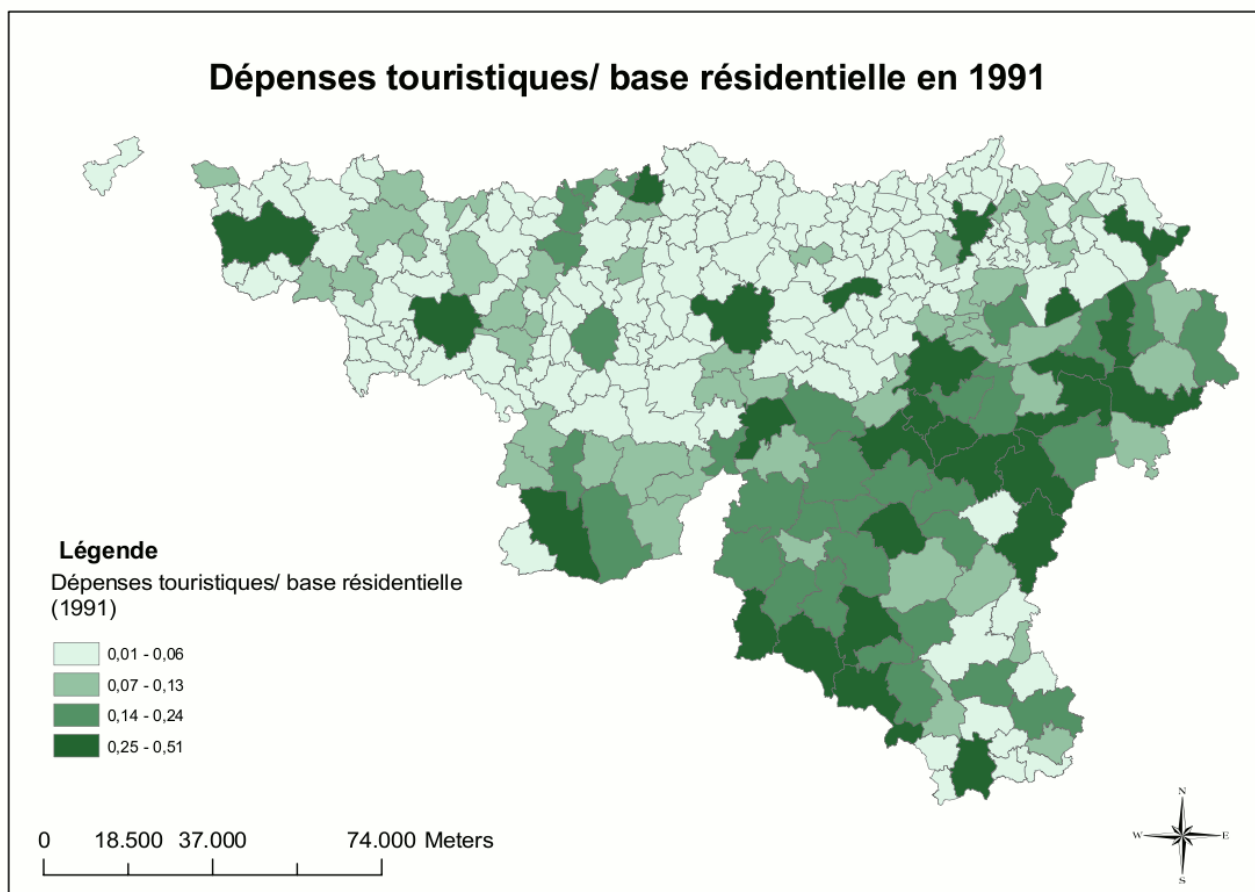 Dépenses touristiques/ base résidentielle en 1991
Légende
Dépenses touristiques/ base résidentielle
(1991)
0,01 - 0,06
0,07 - 0,13
0,14 - 0,24
0,25 - 0,51
0 18.500 37.000 74.000 Meters
N
W E
S